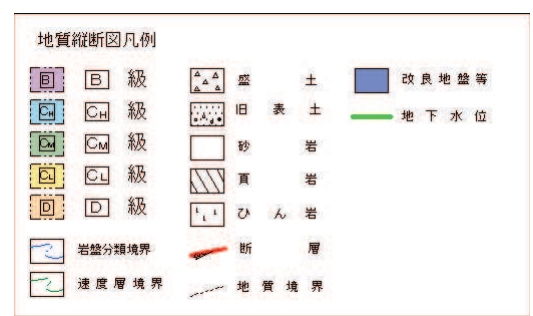 地質縦断図凡例
B B 級
CH CH 級
CM CM 級
CL CL 級
D D 級
岩盤分類境界
速度層境界
盛土
旧表土
砂岩
頁岩
ひん岩
断層
地質境界
改良地盤等
地下水位